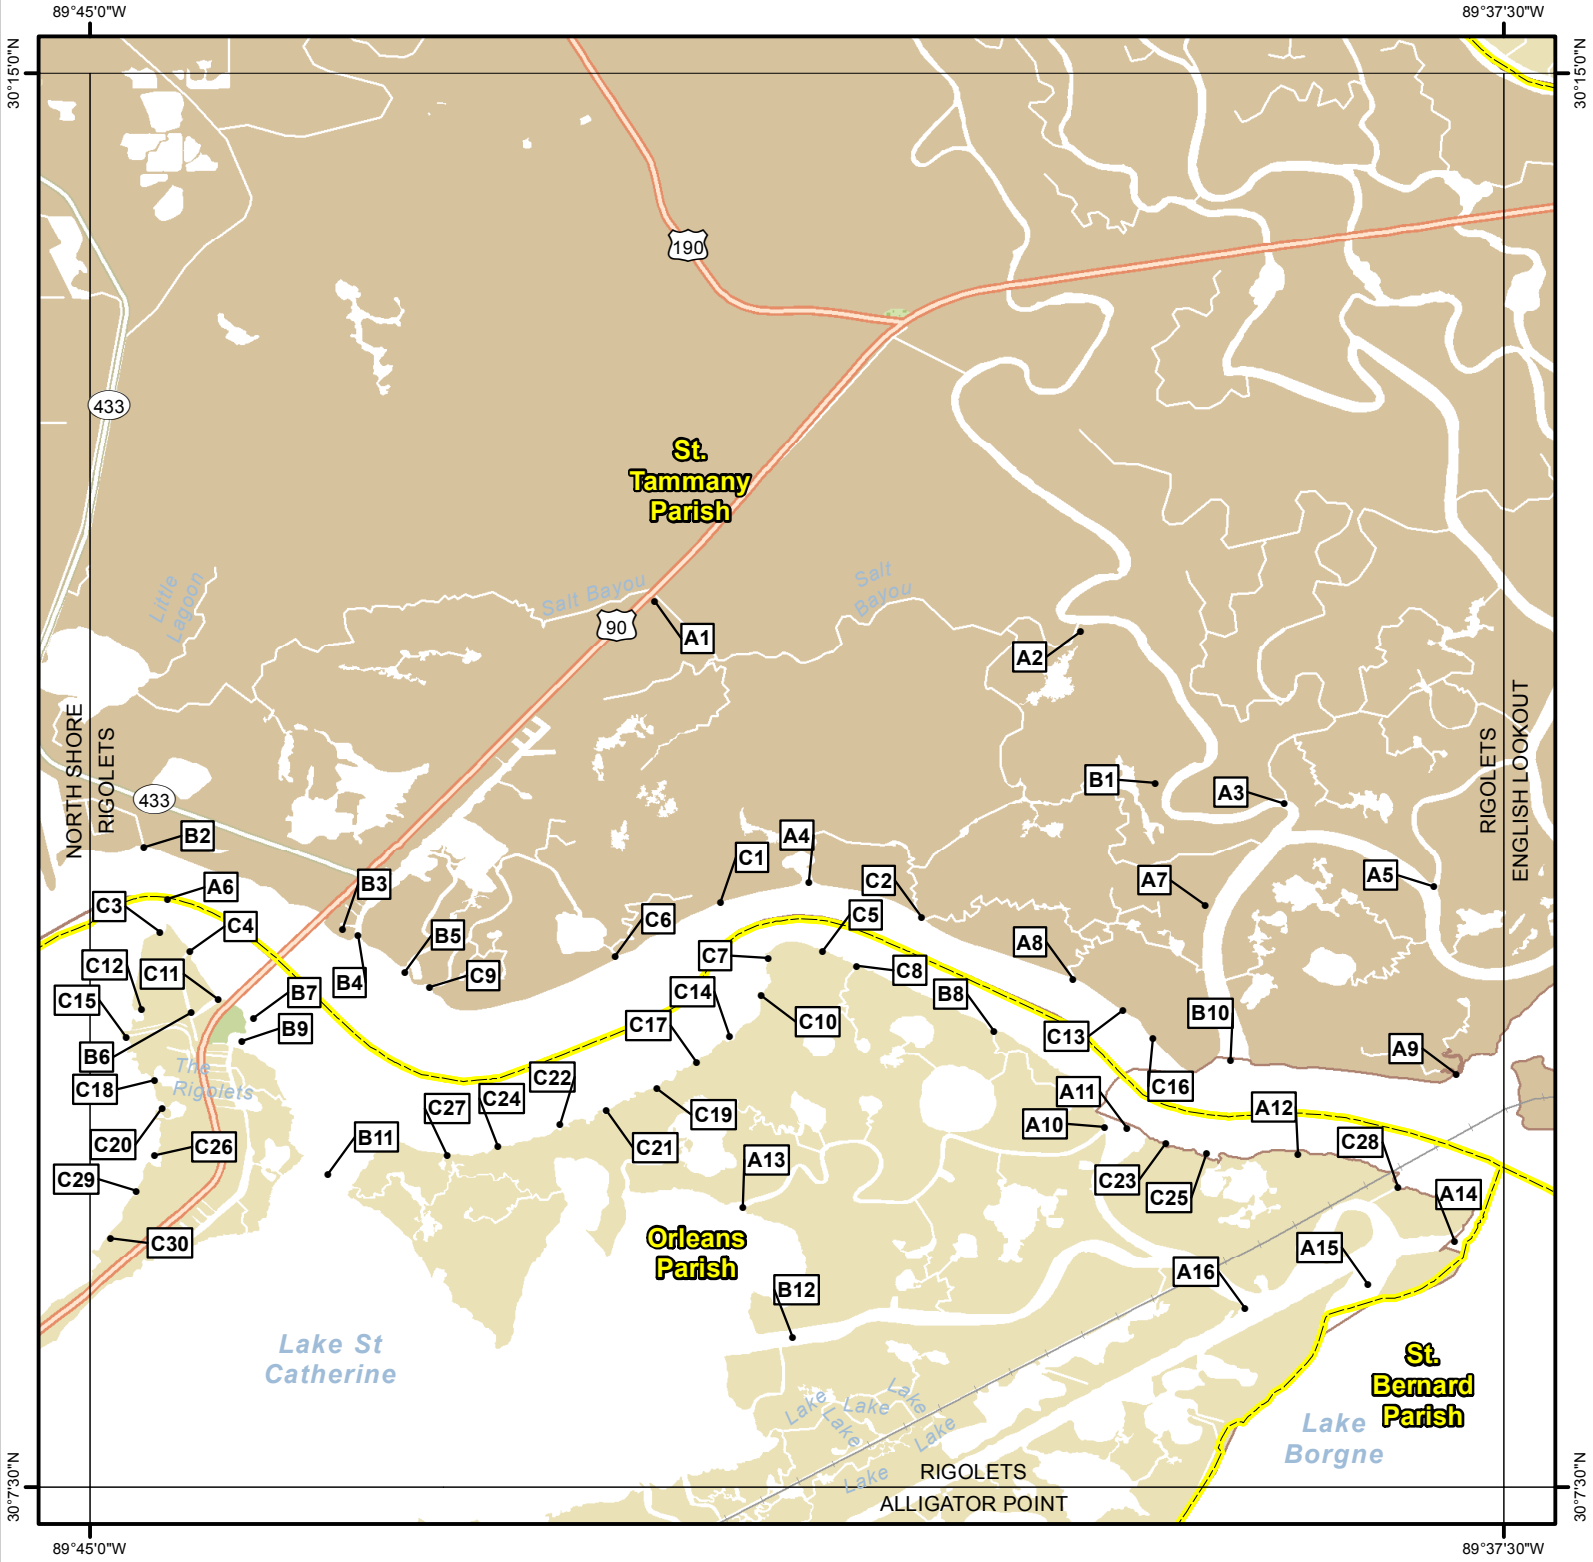 89°45'0"W
89°37'30"W
30°15'0"N
30°15'0"N
190
433
St.
Tammany
Parish
Little
Lagoon
Salt Bayou
Salt
Bayou
90
A1
A2
NORTH SHORE
RIGOLETS
RIGOLETS
ENGLISH LOOKOUT
433
B1
A3
B2
A4
C1
B3
C2
A5
A7
A6
C3
C4
C5
C6
B5
A8
C7
C8
C12
C11
C9
B4
B7
C14
B8
C15
C10
C17
B10
B9
C13
B6
A9
The
Rigolets
C18
C22
C16
A11
C24
C27
C19
A12
A10
B11
C20
C26
C21
C28
A13
C29
C23
C25
A14
C30
Orleans
Parish
A15
A16
B12
Lake St
Catherine
St.
Bernard
Parish
Lake
Lake
Lake
Lake
Lake
Lake
Lake
Borgne
RIGOLETS
ALLIGATOR POINT
30°7'30"N
30°7'30"N
89°45'0"W
89°37'30"W